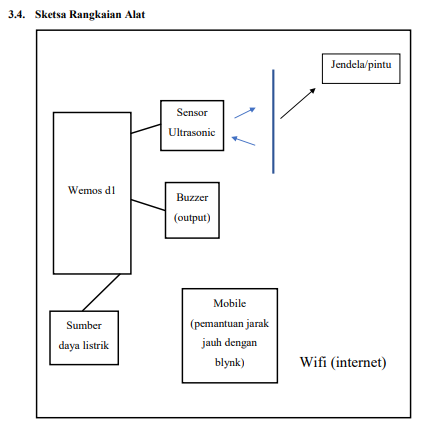 3.4. Sketsa Rangkaian Alat
Jendela/pintu
Sensor
Ultrasonic
Wemos d1
Buzzer
(output)
Mobile
(pemantuan jarak
jauh dengan
blynk)
Sumber
daya listrik
Wifi (internet)